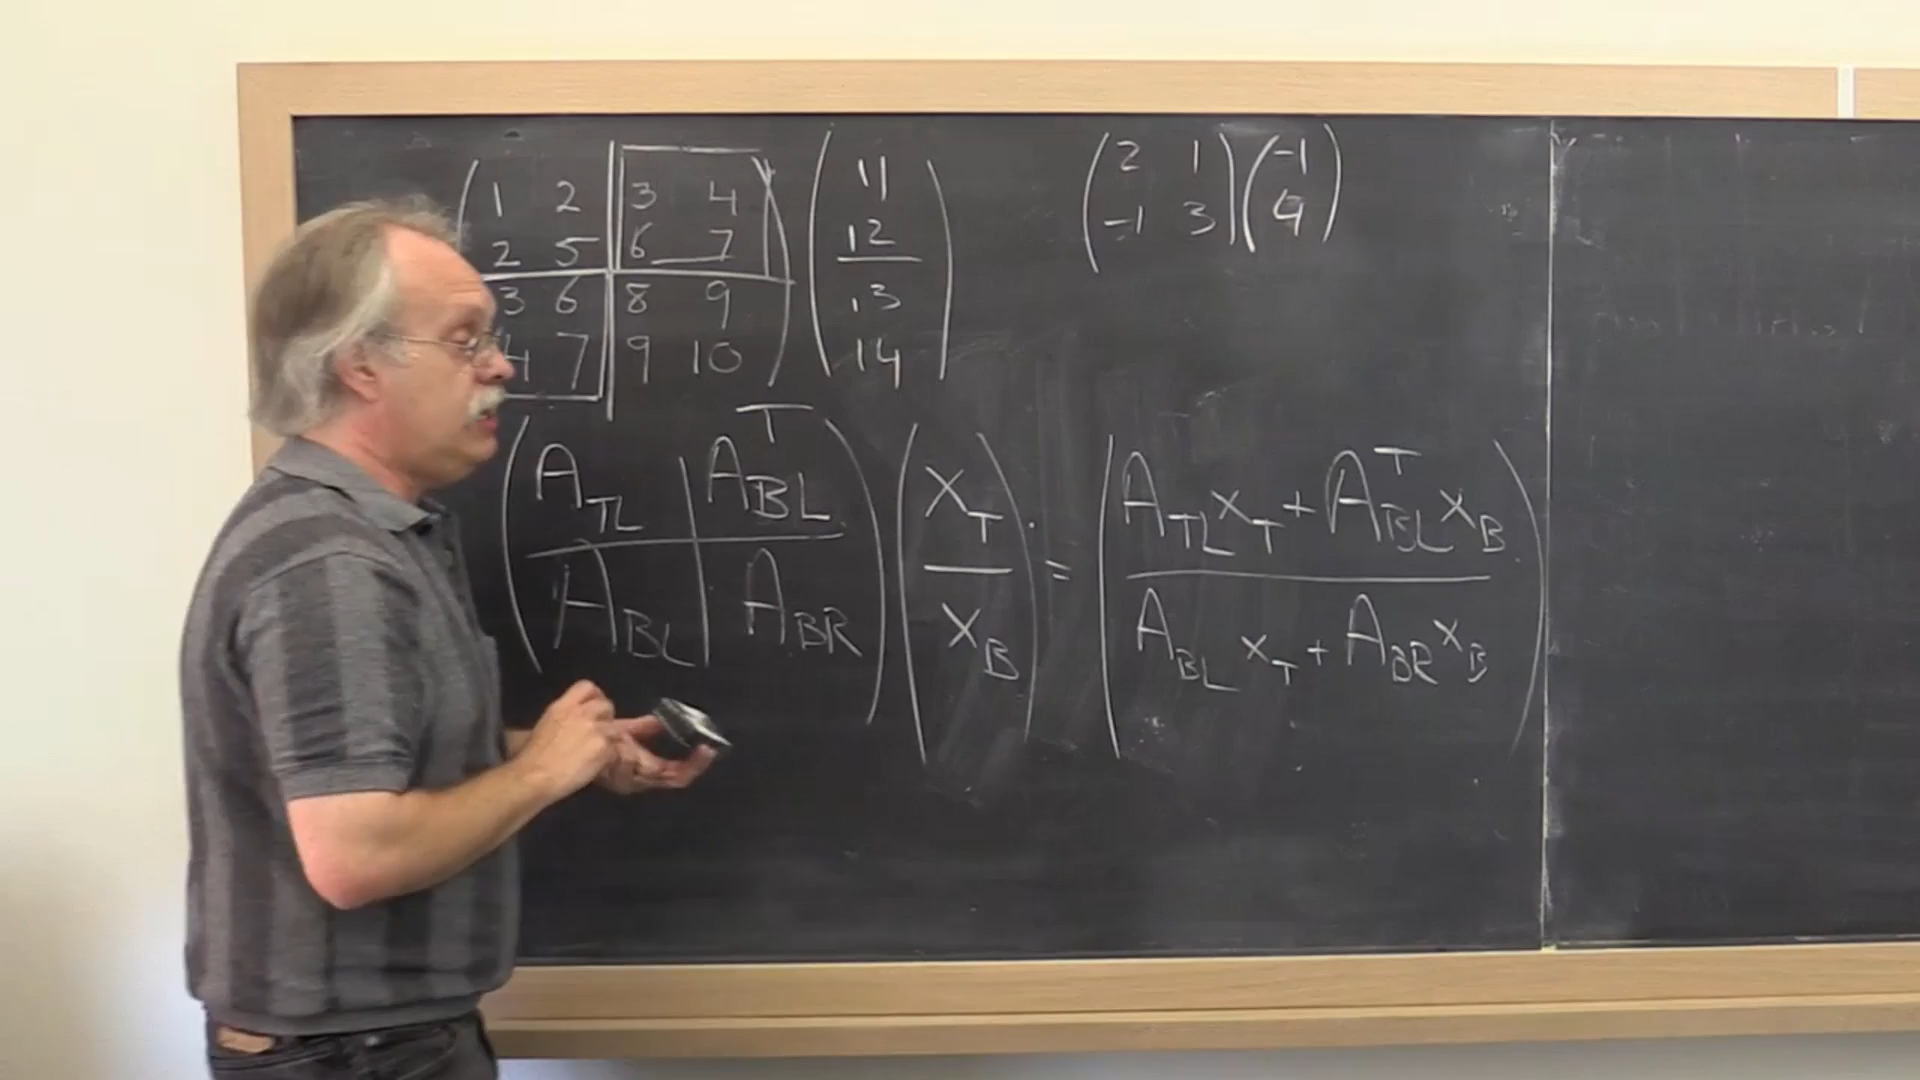 1 2 3 4 11 2 1 -1
2 5 6 7 12 -1 3 4
3 6 8 9 13
4 7 9 10 14
A_TL A_BL^T x_T = A_TL x_T + A_BL^T x_B
A_BL A_BR x_B A_BL x_T + A_BR x_B